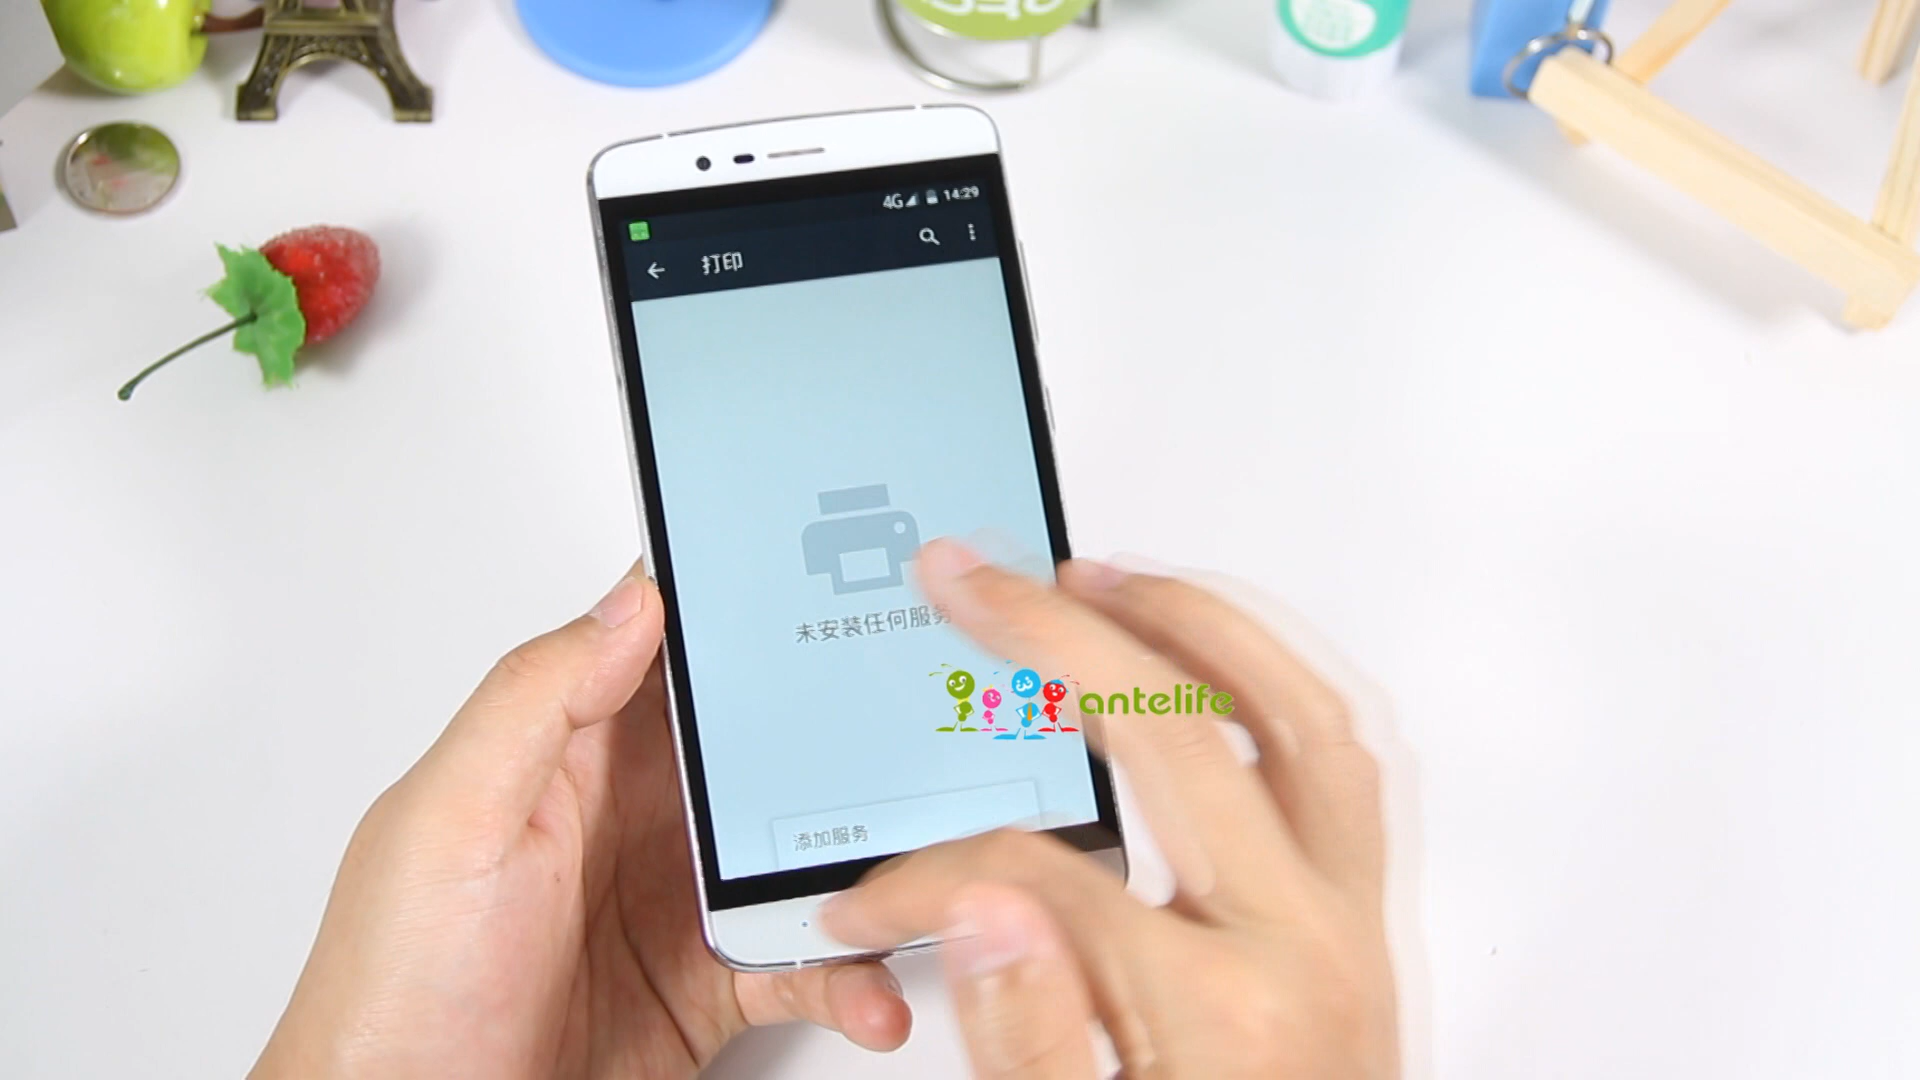 4G 14:29
打印
未安装任何服务
antelife
添加服务